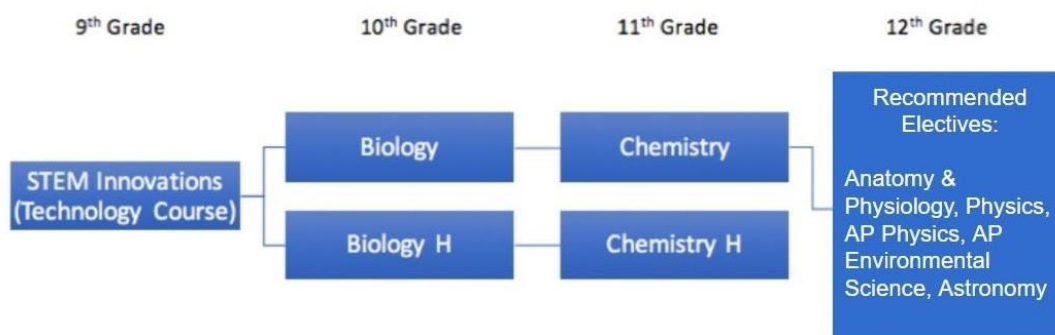 9th Grade
10th Grade
11th Grade
12th Grade
STEM Innovations
(Technology Course)
Biology
Chemistry
Biology H
Chemistry H
Recommended
Electives:
Anatomy &
Physiology, Physics,
AP Physics, AP
Environmental
Science, Astronomy